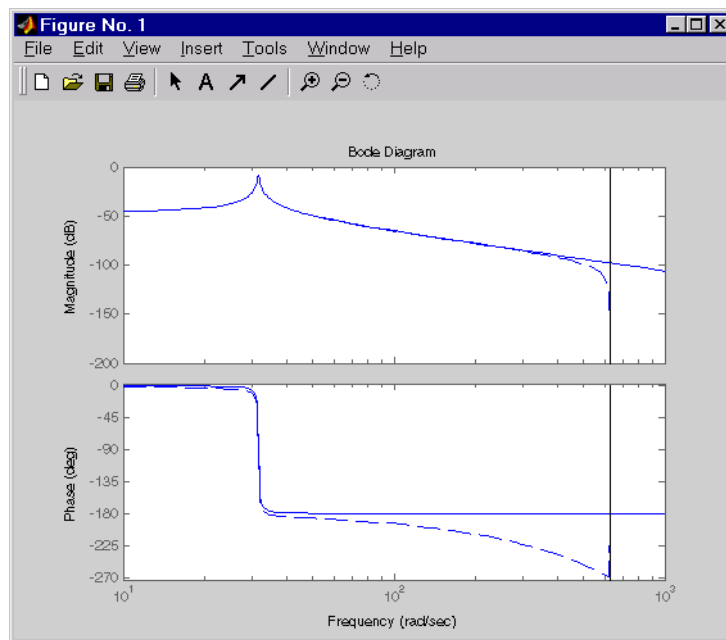 Figure No. 1
File Edit View Insert Tools Window Help
A
Bode Diagram
0
-50
-100
-150
-200
Magnitude (dB)
0
-45
-90
-135
-180
-225
-270
Phase (deg)
10^1 10^2 10^3
Frequency (rad/sec)